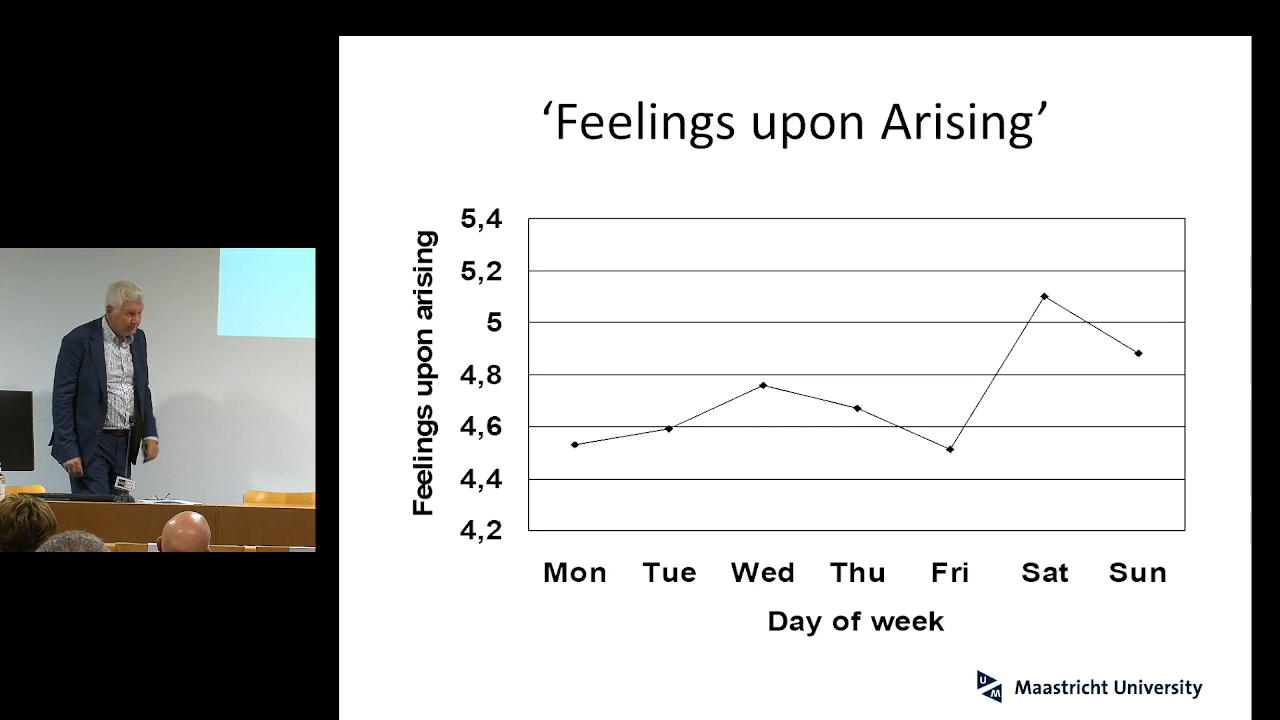 ‘Feelings upon Arising’
Feelings upon arising
5,4
5,2
5
4,8
4,6
4,4
4,2
Mon Tue Wed Thu Fri Sat Sun
Day of week
UM Maastricht University